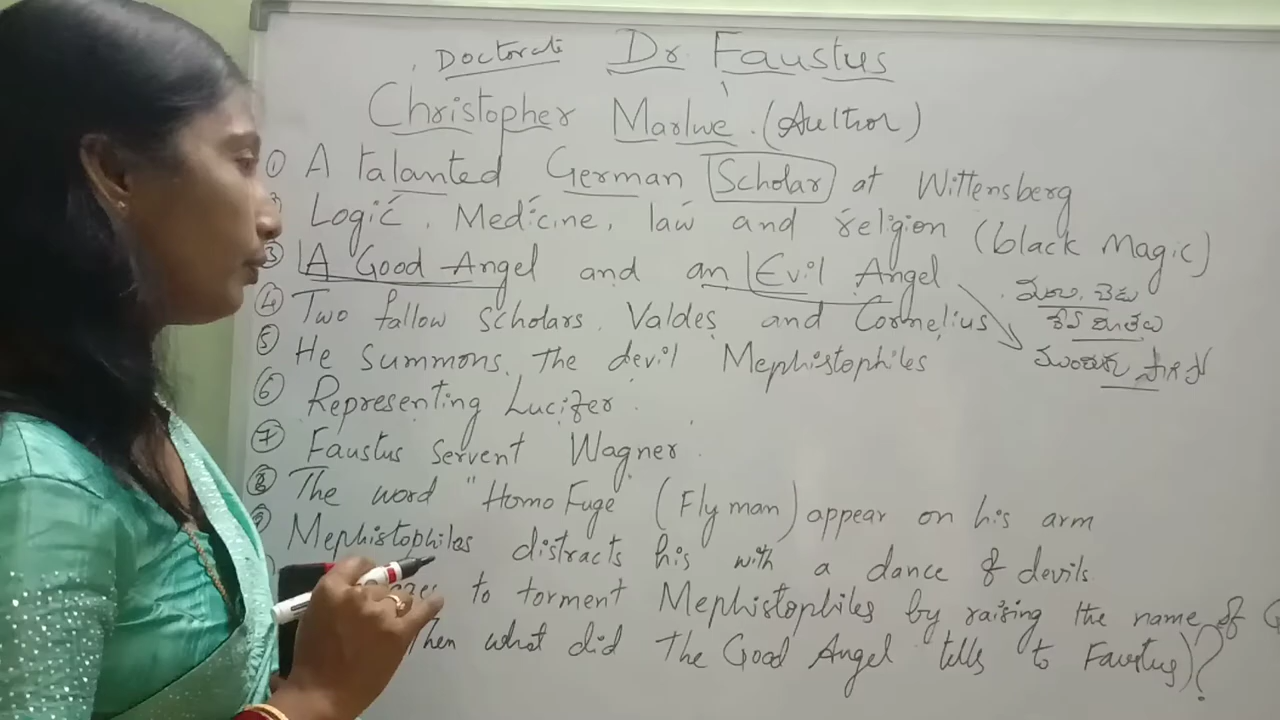 Doctorate Dr Faustus
Christopher Marlwe. (Author)
① A talanted German Scholar at Wittensberg
Logic, Medicine, law and religion (black Magic)
③ A Good Angel and an Evil Angel
④ Two fallow scholars. Valdes and Cornelius
⑤ He summons. The devil Mephistophiles
⑥ Representing Lucifer.
⑦ Faustus servent Wagner.
⑧ The word "Homo Fuge" (Fly man) appear on his arm
⑨ Mephistophiles distracts his with a dance of devils
to torment Mephistophiles by raising the name of G
Then what did The Good Angel tells to Faustus)?